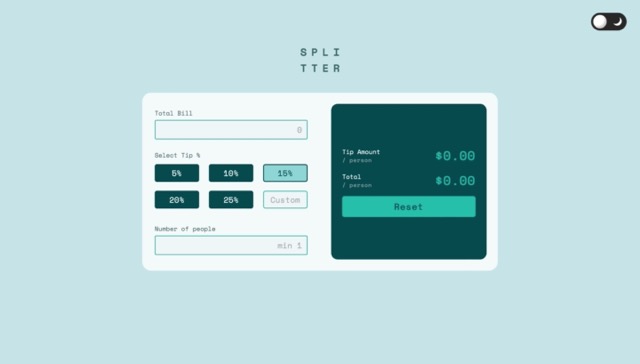 SPLI
TTER
Total Bill
0
Select Tip %
5% 10% 15%
20% 25% Custom
Number of people
min 1
Tip Amount
/ person
$0.00
Total
/ person
$0.00
Reset